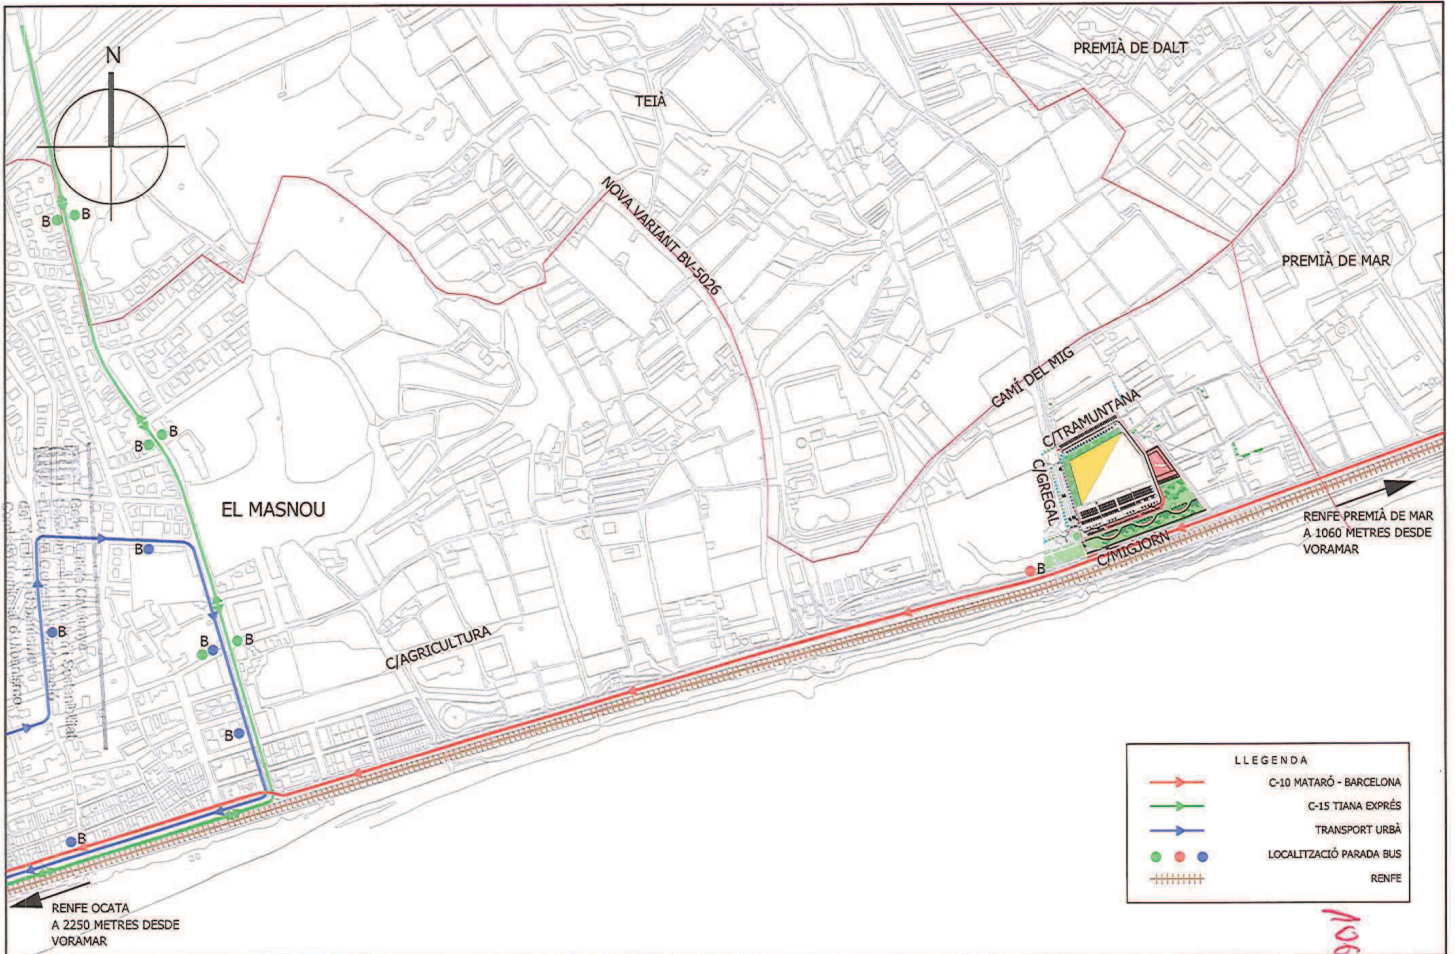 N
PREMIÀ DE DALT
TEIÀ
NOVA VARIANT BV-5026
B
B
PREMIÀ DE MAR
CAMÍ DEL MIG
C/TRAMUNTANA
B
B
C/GREGAL
EL MASNOU
RENFE PREMIÀ DE MAR
A 1060 METRES DESDE
VORAMAR
C/MIGJORN
B
B
B
B
B
C/AGRICULTURA
B
B
LLEGENDA
C-10 MATARÓ - BARCELONA
C-15 TIANA EXPRÉS
TRANSPORT URBÀ
LOCALITZACIÓ PARADA BUS
RENFE
RENFE OCATA
A 2250 METRES DESDE
VORAMAR